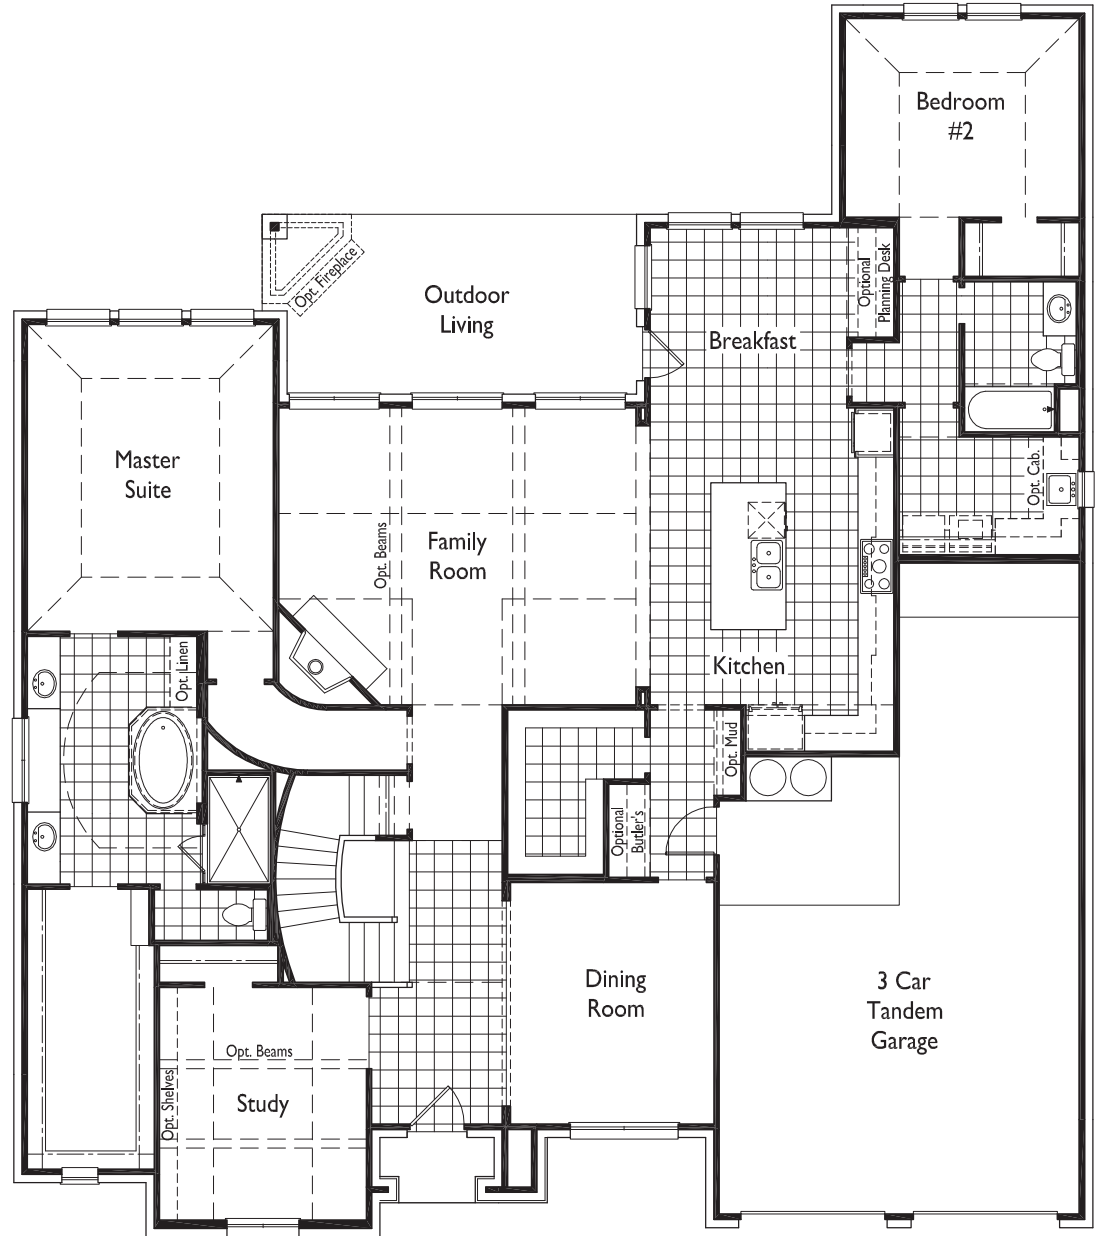 Bedroom
#2
Optional
Planning Desk
Opt. Fireplace
Outdoor
Living
Breakfast
Master
Suite
Opt. Cab.
Opt. Beams
Family
Room
Opt. Linen
Kitchen
Opt. Mud
Optional
Butler's
Dining
Room
3 Car
Tandem
Garage
Opt. Beams
Opt. Shelves
Study